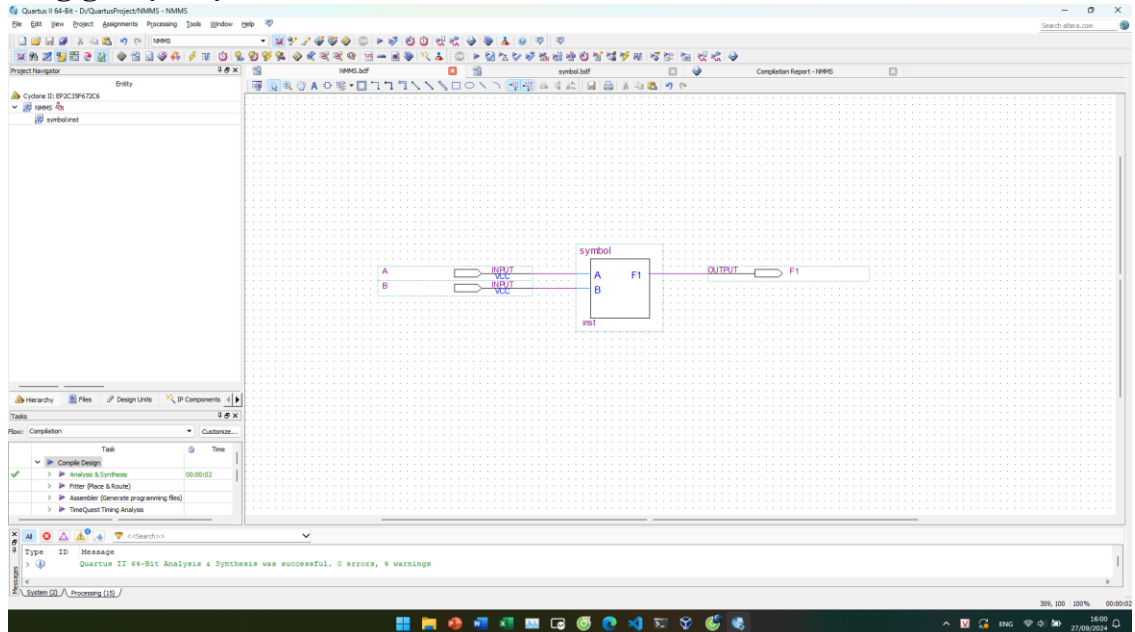 Quartus II 64-Bit - D:/QuartusProject/NMMS - NMMS
File Edit View Project Assignments Processing Tools Window Help
Search altera.com
NMMS
Project Navigator
NMMS.bdf
symbol.bdf
Compilation Report - NMMS
Entity
Cyclone II: EP2C35F672C6
NMMS
symbol:inst
symbol
A
INPUT
VCC
A
F1
OUTPUT
F1
B
INPUT
VCC
B
inst
Hierarchy Files Design Units IP Components
Tasks
Flow: Compilation
Customize...
Task Time
Compile Design
Analysis & Synthesis 00:00:02
Fitter (Place & Route)
Assembler (Generate programming files)
TimeQuest Timing Analysis
All
<<Search>>
Type ID Message
Quartus II 64-Bit Analysis & Synthesis was successful. 0 errors, 4 warnings
Messages
System (2) Processing (15)
309, 100 100% 00:00:02
ENG
16:00
27/09/2024